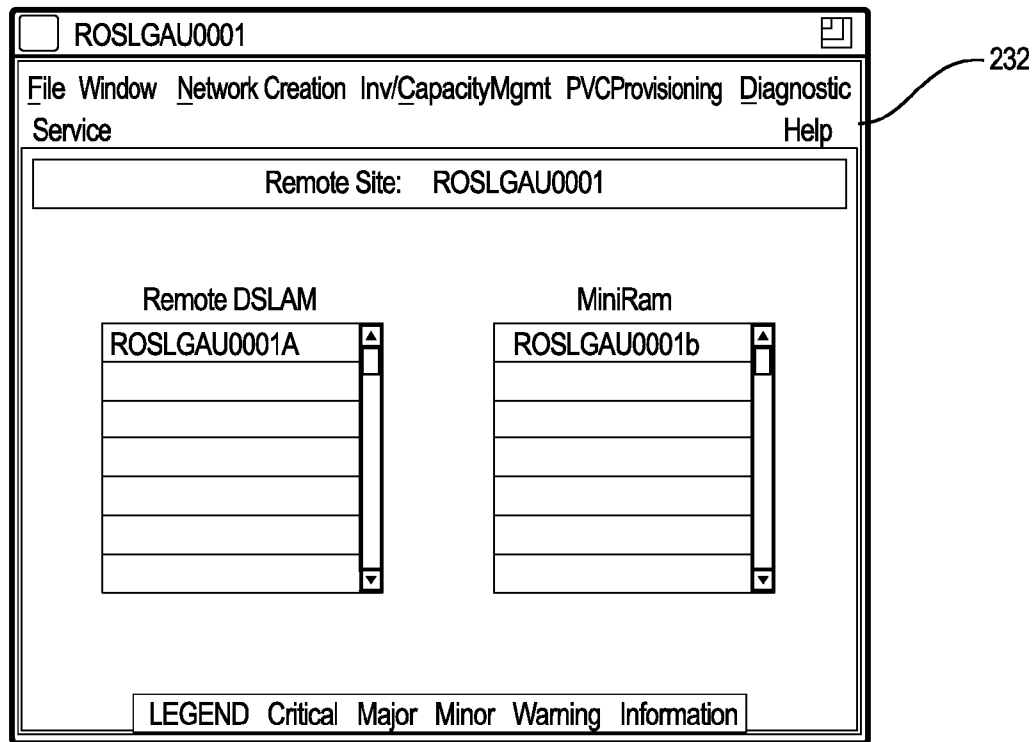 ROSLGAU0001
232
File Window Network Creation Inv/CapacityMgmt PVCProvisioning Diagnostic
Service Help
Remote Site: ROSLGAU0001
Remote DSLAM MiniRam
ROSLGAU0001A ROSLGAU0001b
LEGEND Critical Major Minor Warning Information